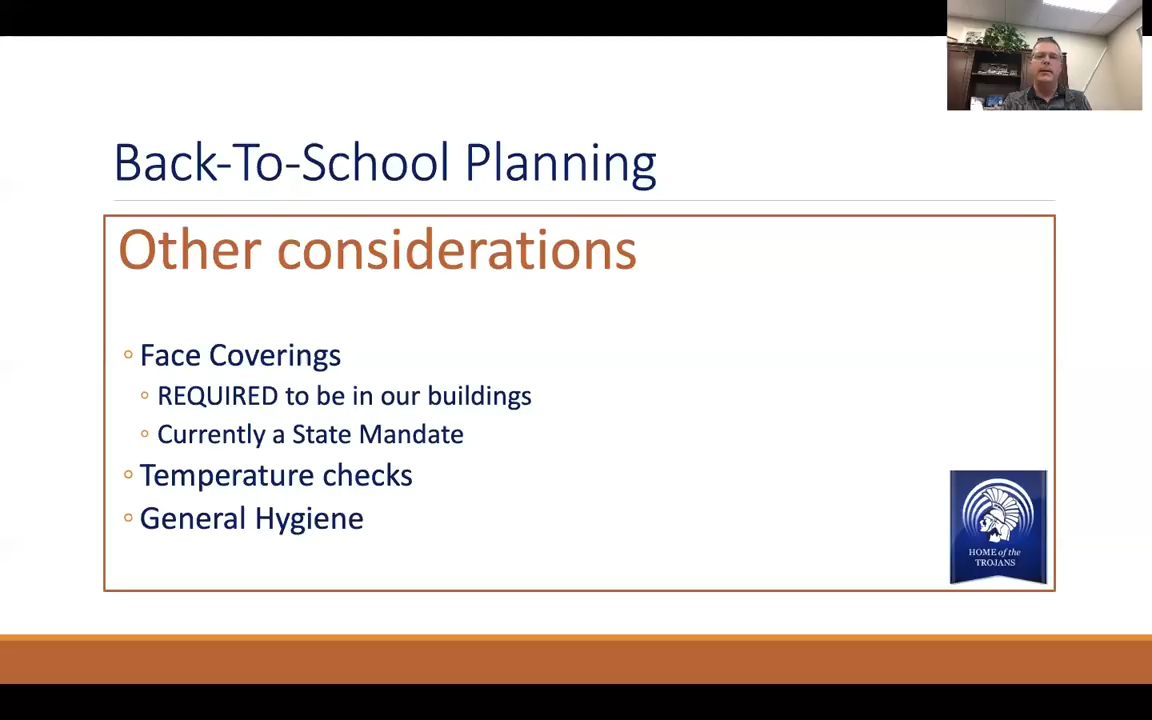 Back-To-School Planning
Other considerations
Face Coverings
REQUIRED to be in our buildings
Currently a State Mandate
Temperature checks
General Hygiene
HOME of the
TROJANS